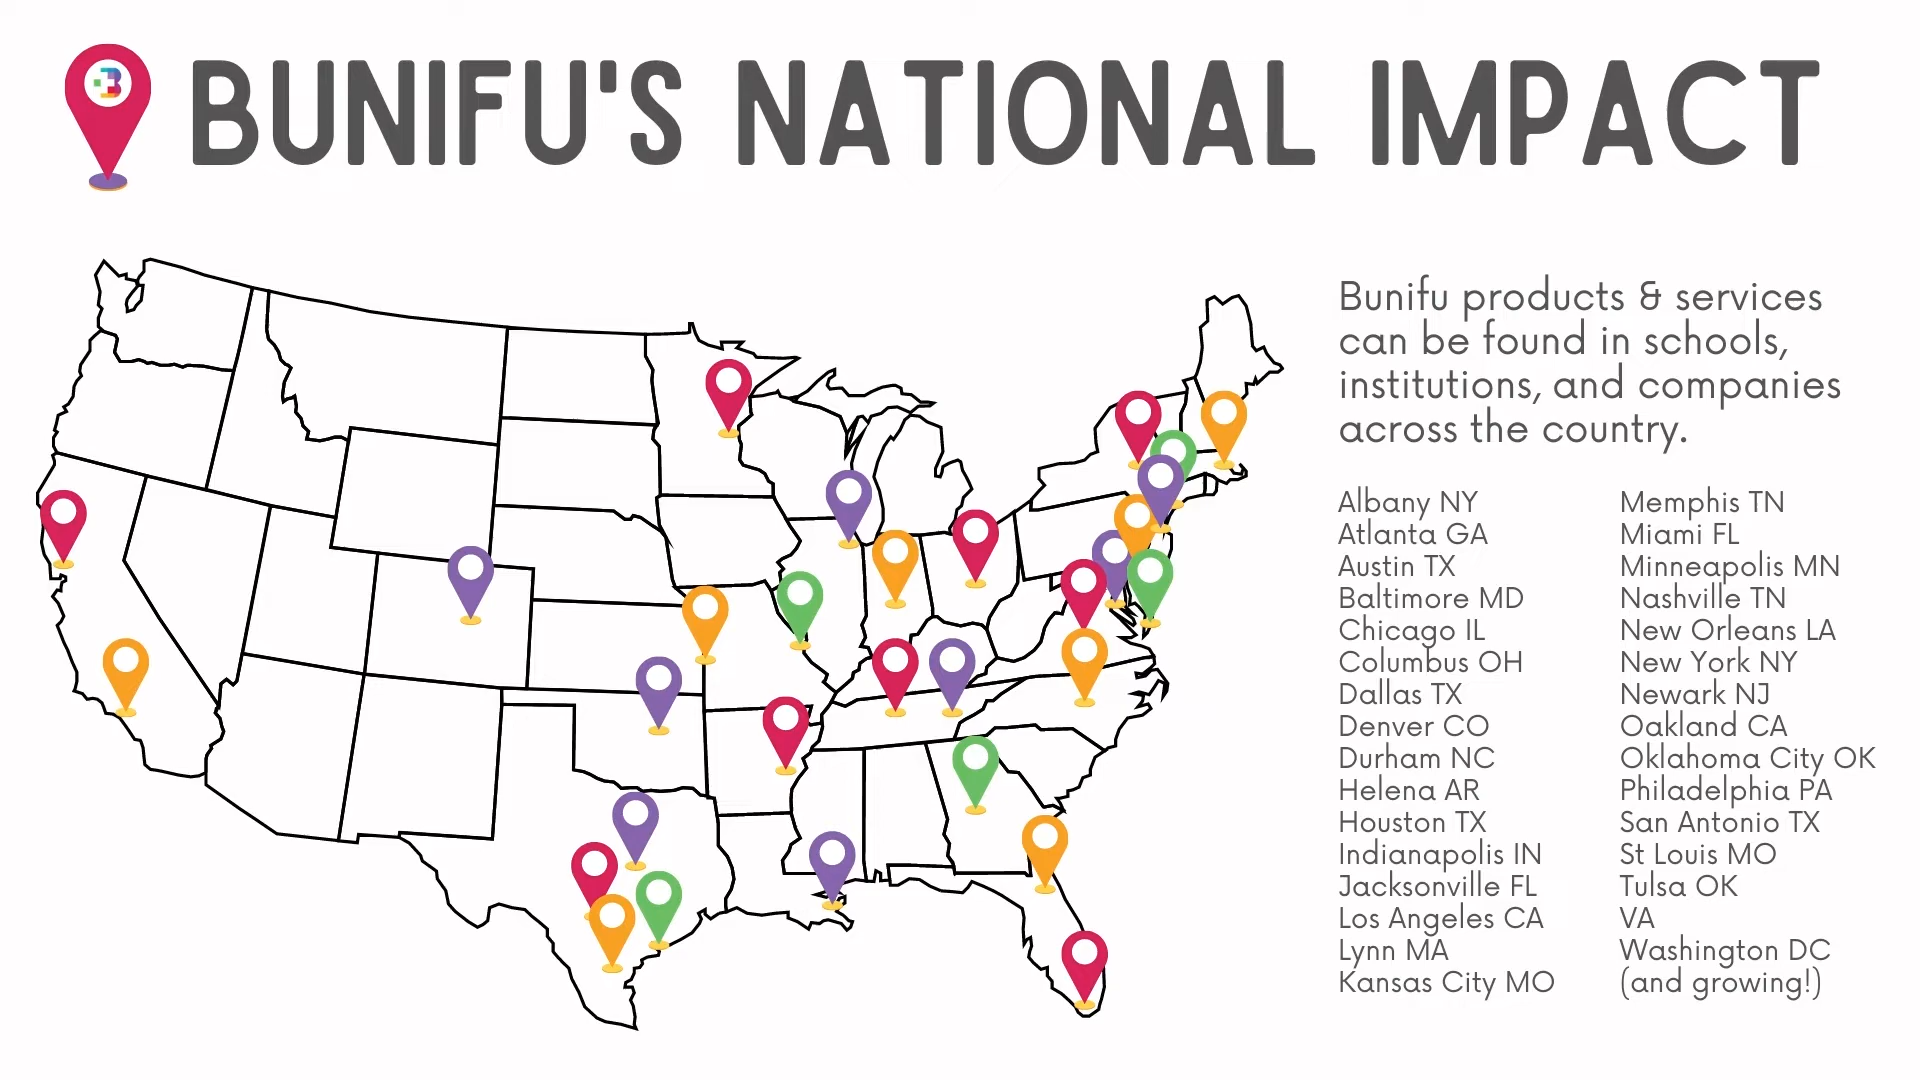 BUNIFU'S NATIONAL IMPACT
Bunifu products & services
can be found in schools,
institutions, and companies
across the country.
Albany NY
Atlanta GA
Austin TX
Baltimore MD
Chicago IL
Columbus OH
Dallas TX
Denver CO
Durham NC
Helena AR
Houston TX
Indianapolis IN
Jacksonville FL
Los Angeles CA
Lynn MA
Kansas City MO
Memphis TN
Miami FL
Minneapolis MN
Nashville TN
New Orleans LA
New York NY
Newark NJ
Oakland CA
Oklahoma City OK
Philadelphia PA
San Antonio TX
St Louis MO
Tulsa OK
VA
Washington DC
(and growing!)